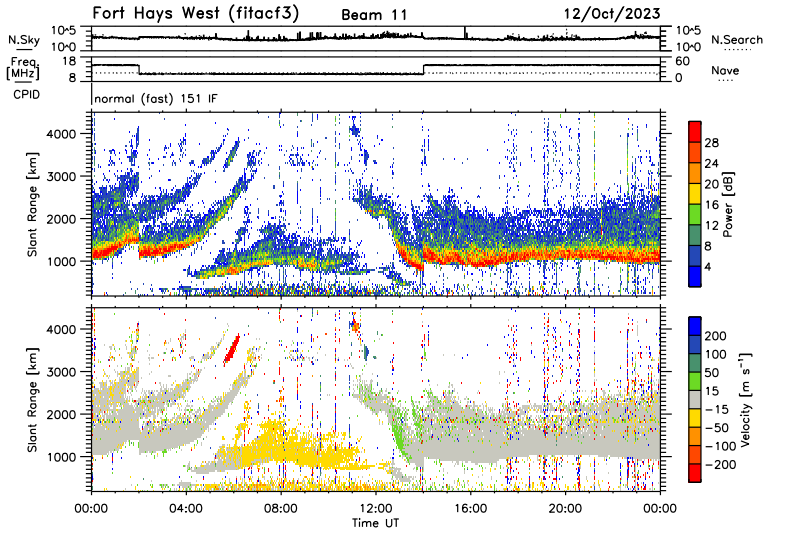 Fort Hays West (fitacf3) Beam 11 12/Oct/2023
N.Sky 10^5 10^0 10^5 10^0 N.Search
Freq. [MHz] 18 8 60 0 Nave
CPID normal (fast) 151 IF
Slant Range [km]
4000
3000
2000
1000
28
24
20
16
12
8
4
Power [dB]
Slant Range [km]
4000
3000
2000
1000
200
100
50
15
-15
-50
-100
-200
Velocity [m s⁻¹]
00:00 04:00 08:00 12:00 16:00 20:00 00:00
Time UT